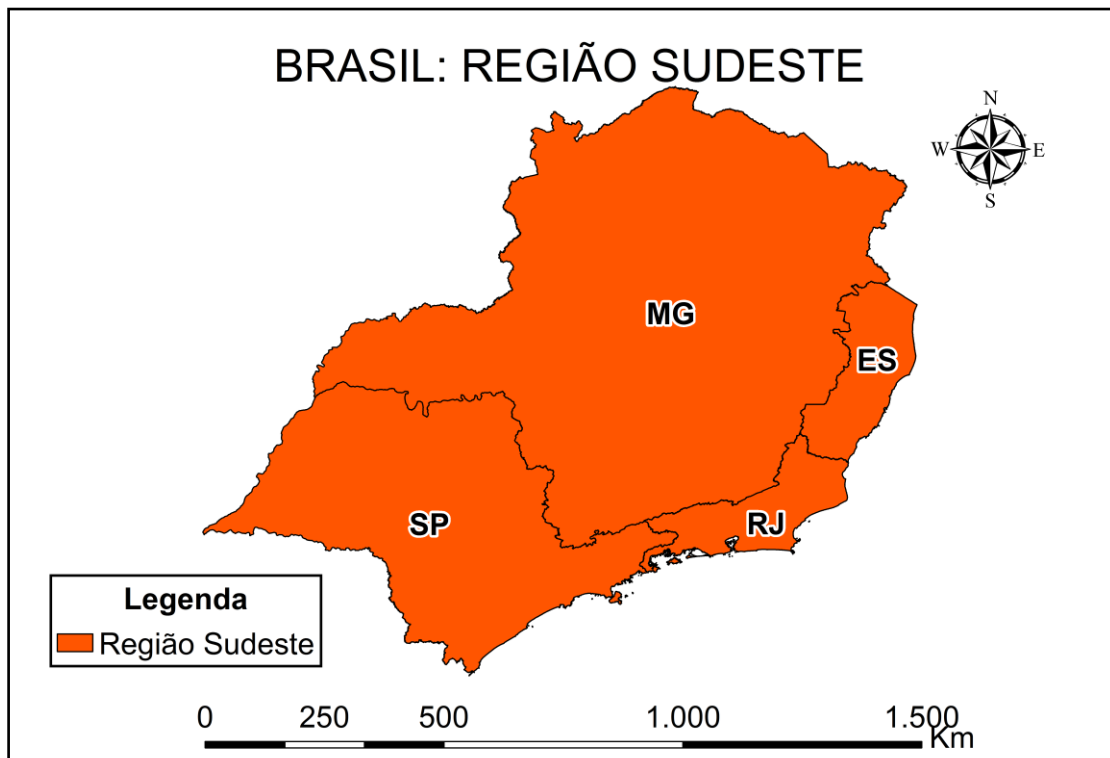 BRASIL: REGIÃO SUDESTE
N
W E
S
MG
ES
SP
RJ
Legenda
Região Sudeste
0 250 500 1.000 1.500
Km